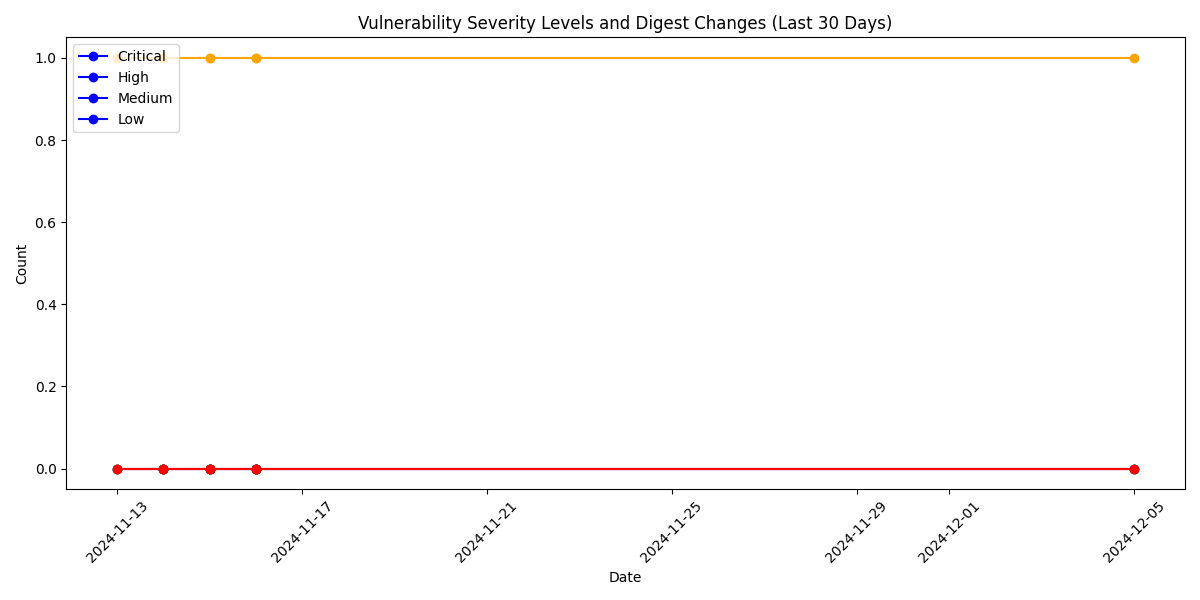 Vulnerability Severity Levels and Digest Changes (Last 30 Days)
Critical
High
Medium
Low
1.0
0.8
0.6
0.4
0.2
0.0
Count
2024-11-13
2024-11-17
2024-11-21
2024-11-25
2024-11-29
2024-12-01
2024-12-05
Date